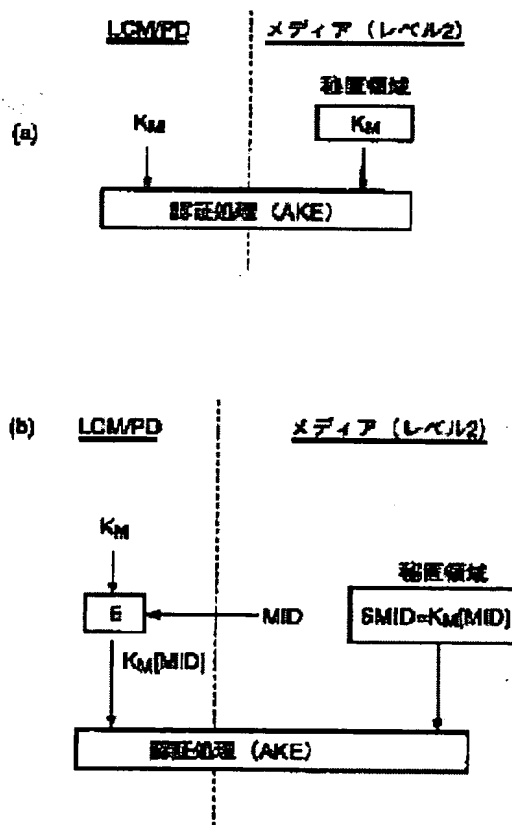 LCM/PD
メディア (レベル2)
秘匿領域
(a)
KM
KM
認証処理 (AKE)
(b)
LCM/PD
メディア (レベル2)
KM
秘匿領域
E
MID
SMID=KM[MID]
KM[MID]
認証処理 (AKE)